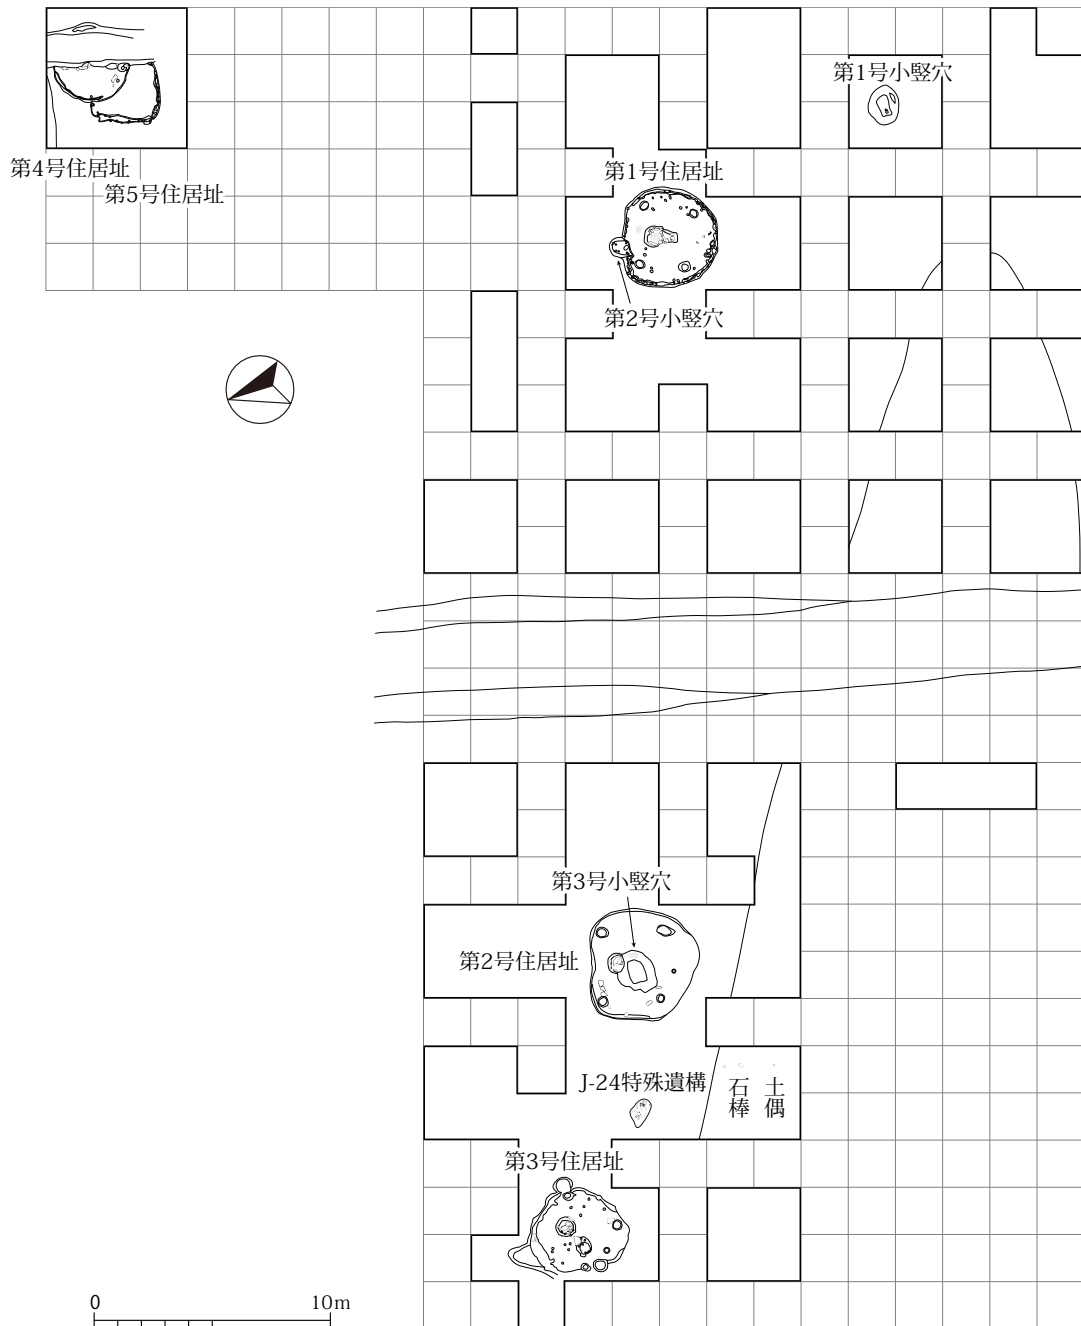 第1号小竪穴
第4号住居址
第1号住居址
第5号住居址
第2号小竪穴
第3号小竪穴
第2号住居址
J-24特殊遺構
石棒
土偶
第3号住居址
0 10m